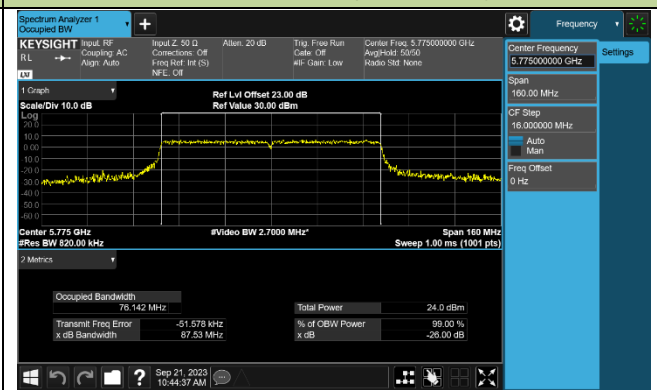 Spectrum Analyzer 1
Occupied BW
+
Frequency
KEYSIGHT
RL
LXI
Input: RF
Coupling: AC
Align: Auto
Input Z: 50 Ω
Corrections: Off
Freq Ref: Int (S)
NFE: Off
Atten: 20 dB
Trig: Free Run
Gate: Off
#IF Gain: Low
Center Freq: 5.775000000 GHz
Avg|Hold: 50/50
Radio Std: None
Center Frequency
5.775000000 GHz
Settings
Span
160.00 MHz
CF Step
16.000000 MHz
Auto
Man
Freq Offset
0 Hz
1 Graph
Scale/Div 10.0 dB
Ref Lvl Offset 23.00 dB
Ref Value 30.00 dBm
Log
20.0
10.0
0.00
-10.0
-20.0
-30.0
-40.0
-50.0
-60.0
Center 5.775 GHz
#Video BW 2.7000 MHz*
Span 160 MHz
#Res BW 820.00 kHz
Sweep 1.00 ms (1001 pts)
2 Metrics
Occupied Bandwidth
76.142 MHz
Total Power 24.0 dBm
Transmit Freq Error -51.578 kHz
% of OBW Power 99.00 %
x dB Bandwidth 87.53 MHz
x dB -26.00 dB
?
Sep 21, 2023
10:44:37 AM